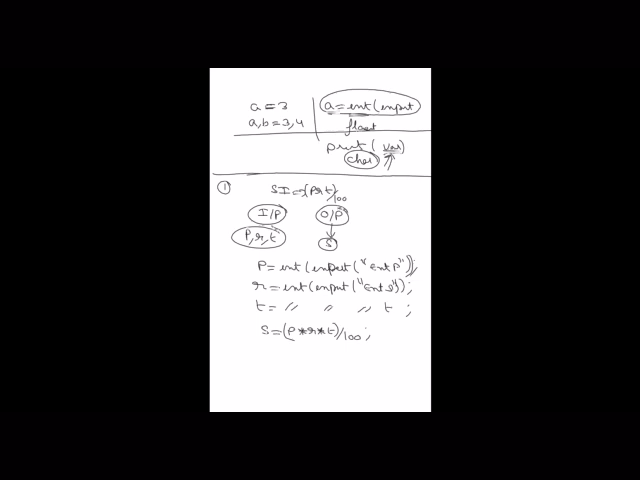 a = 3
a,b = 3,4
a = int(input
float
print( var)
char
1
SI = (Prt)/100
I/P O/P
P,r,t S
P = int(input("Ent P"));
r = int(input("Ent r"));
t = " " " t ;
S = (P*r*t)/100;